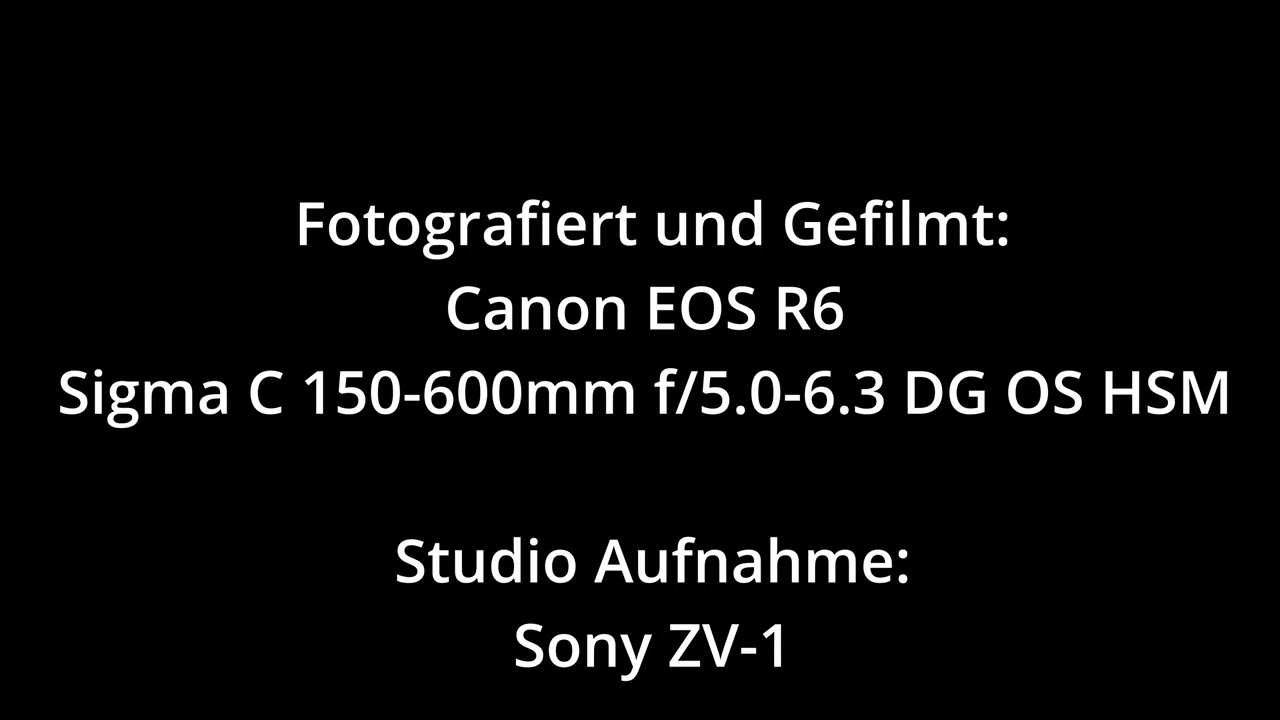 Fotografiert und Gefilmt:
Canon EOS R6
Sigma C 150-600mm f/5.0-6.3 DG OS HSM
Studio Aufnahme:
Sony ZV-1